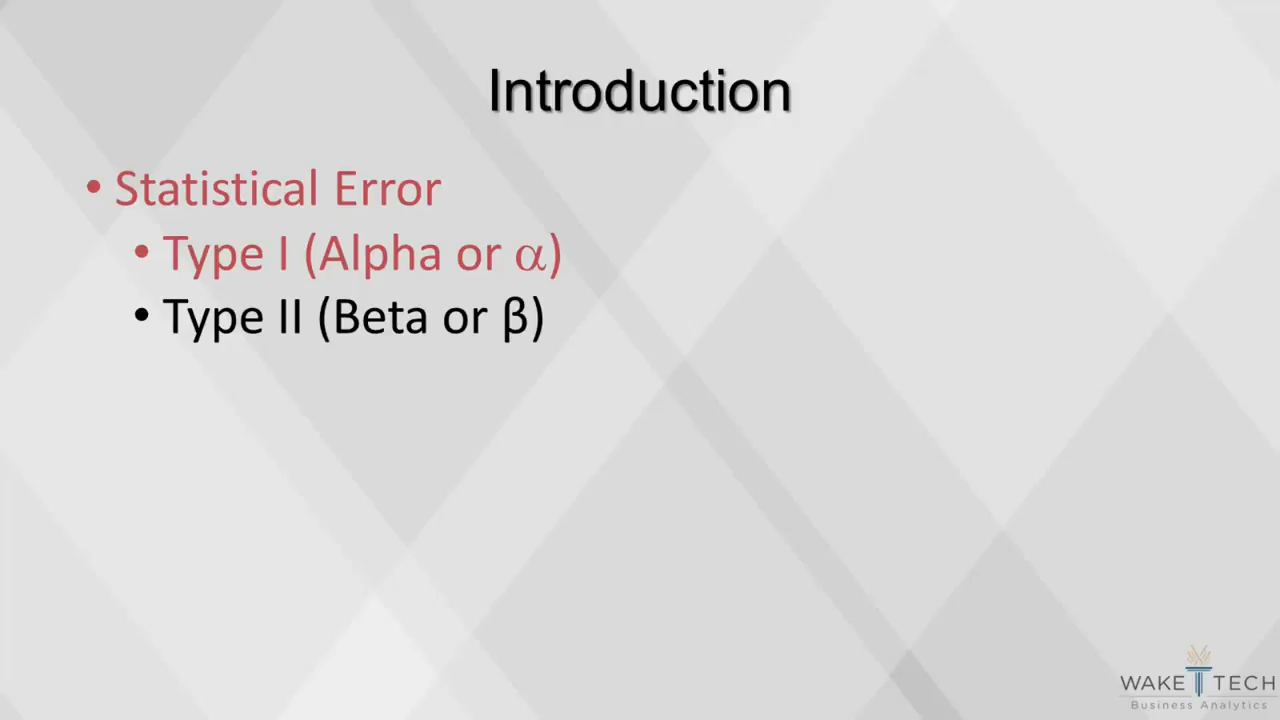 Introduction
• Statistical Error
• Type I (Alpha or α)
• Type II (Beta or β)
WAKE TECH
Business Analytics